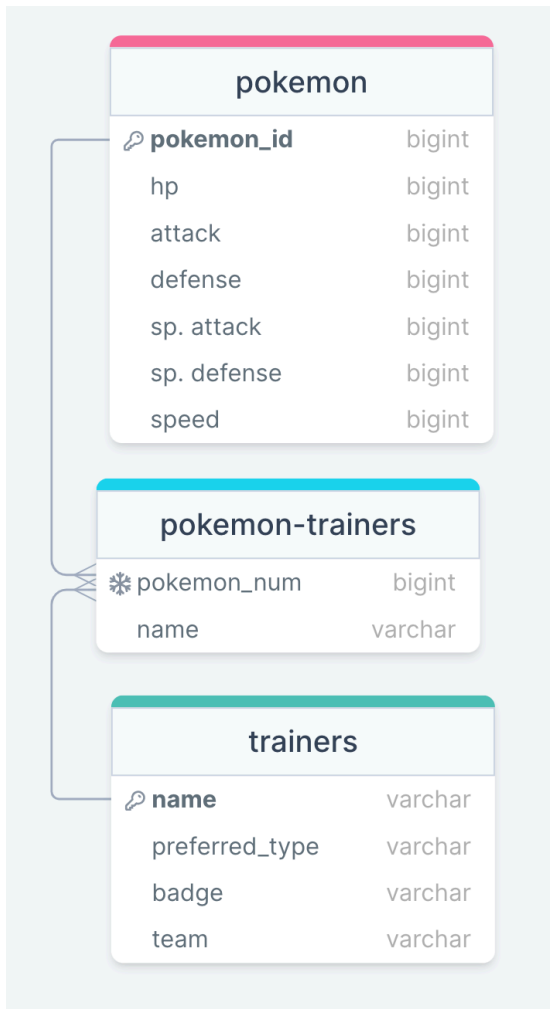 pokemon
pokemon_id bigint
hp bigint
attack bigint
defense bigint
sp. attack bigint
sp. defense bigint
speed bigint
pokemon-trainers
pokemon_num bigint
name varchar
trainers
name varchar
preferred_type varchar
badge varchar
team varchar